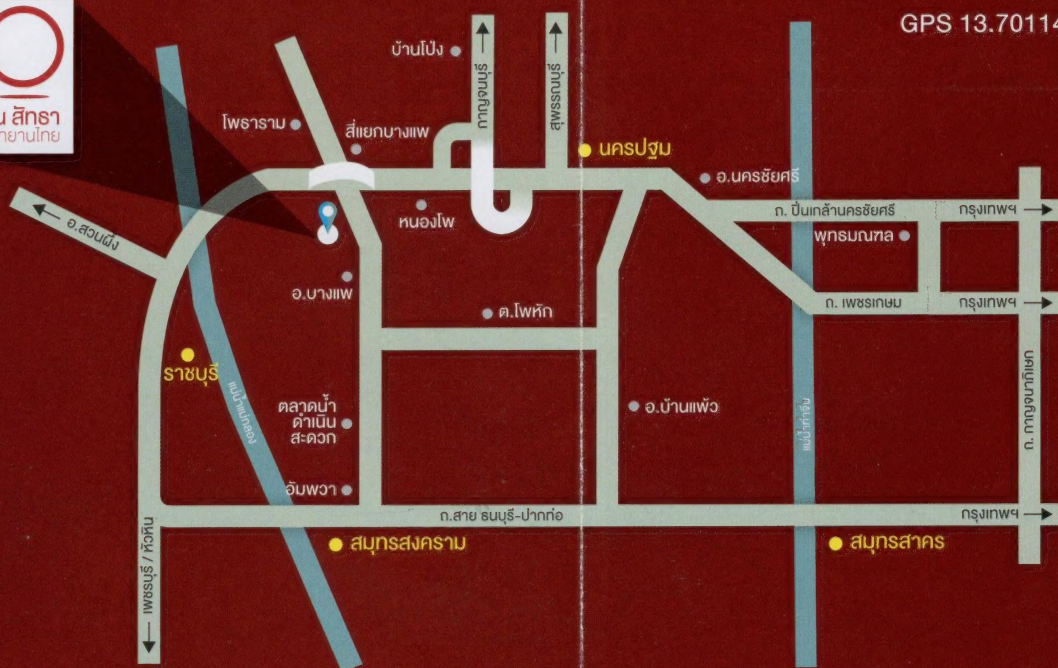 GPS 13.70114
สัทธา
บ้านโป่ง
กาญจนบุรี
สุพรรณบุรี
โพธาราม
สี่แยกบางแพ
นครปฐม
อ.นครชัยศรี
ถ. ปิ่นเกล้านครชัยศรี
กรุงเทพฯ
หนองโพ
พุทธมณฑล
อ.สวนผึ้ง
อ.บางแพ
ถ. เพชรเกษม
กรุงเทพฯ
ต.โพหัก
ราชบุรี
แม่น้ำแม่กลอง
ตลาดน้ำ
ดำเนิน
สะดวก
อ.บ้านแพ้ว
แม่น้ำท่าจีน
ถ. กาญจนาภิเษก
อัมพวา
ถ.สาย ธนบุรี-ปากท่อ
กรุงเทพฯ
สมุทรสงคราม
สมุทรสาคร
เพชรบุรี / หัวหิน